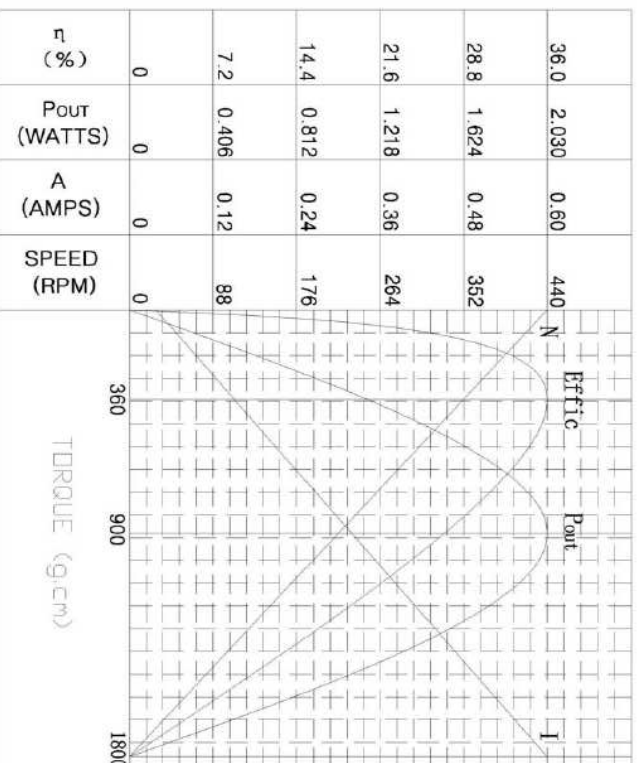 η
(%)
0
7.2
14.4
21.6
28.8
36.0
POUT
(WATTS)
0
0.406
0.812
1.218
1.624
2.030
A
(AMPS)
0
0.12
0.24
0.36
0.48
0.60
SPEED
(RPM)
0
88
176
264
352
440
N
Effic
Pout
I
360
900
1800
TORQUE (g.cm)